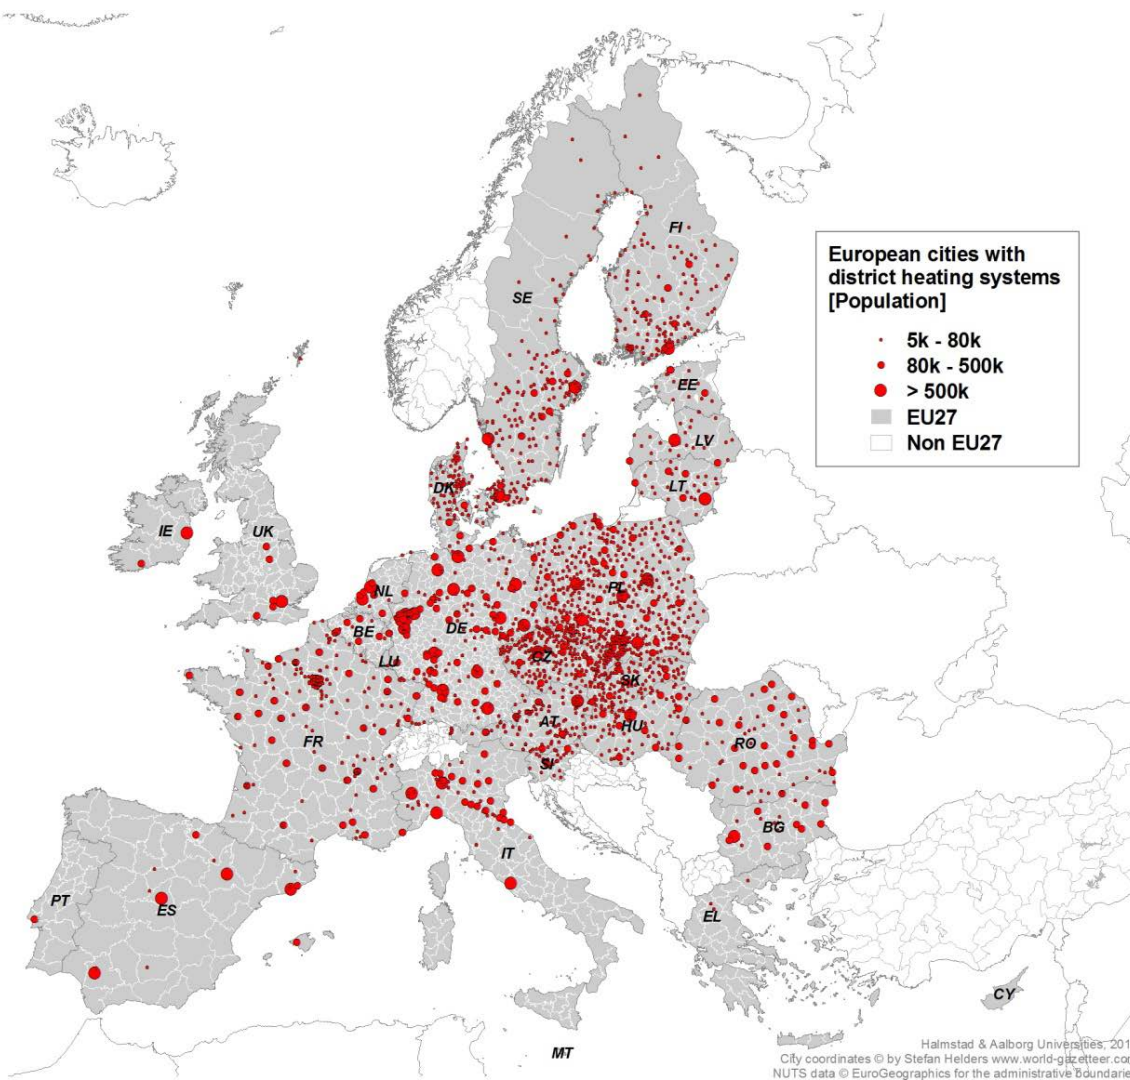 FI
SE
EE
LV
LT
DK
IE
UK
NL
PL
BE
DE
LU
CZ
SK
AT
HU
FR
SI
RO
BG
IT
PT
ES
EL
CY
MT
European cities with
district heating systems
[Population]
5k - 80k
80k - 500k
> 500k
EU27
Non EU27
Halmstad & Aalborg Universities, 201
City coordinates © by Stefan Helders www.world-gazetteer.com
NUTS data © EuroGeographics for the administrative boundarie